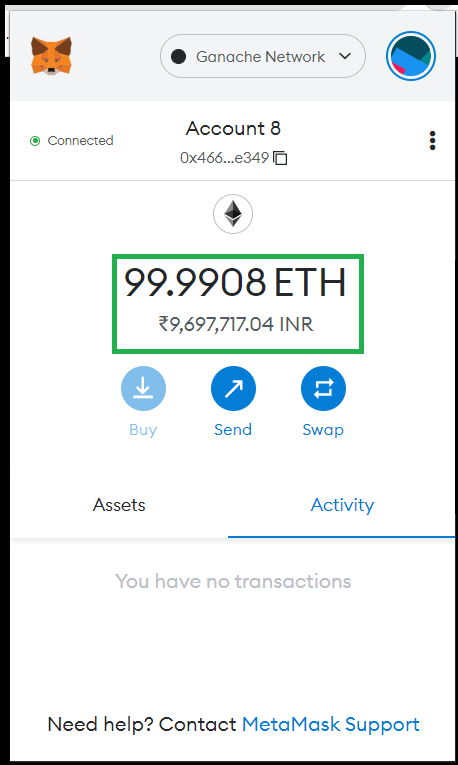 Ganache Network
Connected
Account 8
0x466...e349
99.9908 ETH
₹9,697,717.04 INR
Buy
Send
Swap
Assets
Activity
You have no transactions
Need help? Contact MetaMask Support